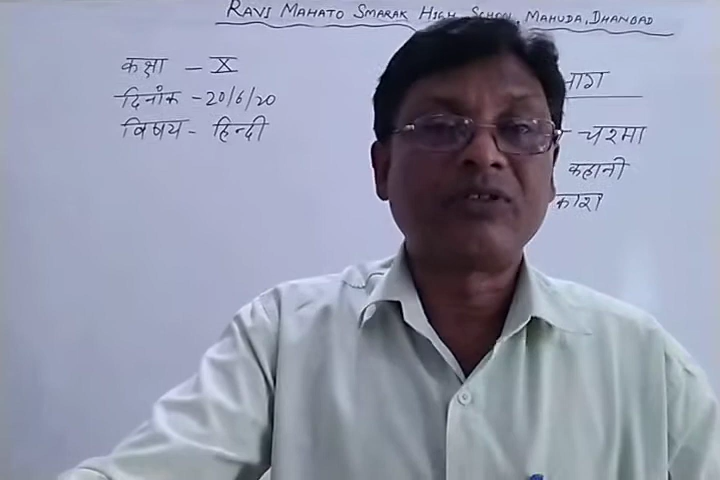 RAVI MAHATO SMARAK HIGH SCHOOL, MAHUDA, DHANBAD
कक्षा - X
दिनांक - 20/6/20
विषय - हिन्दी
- चश्मा
कहानी